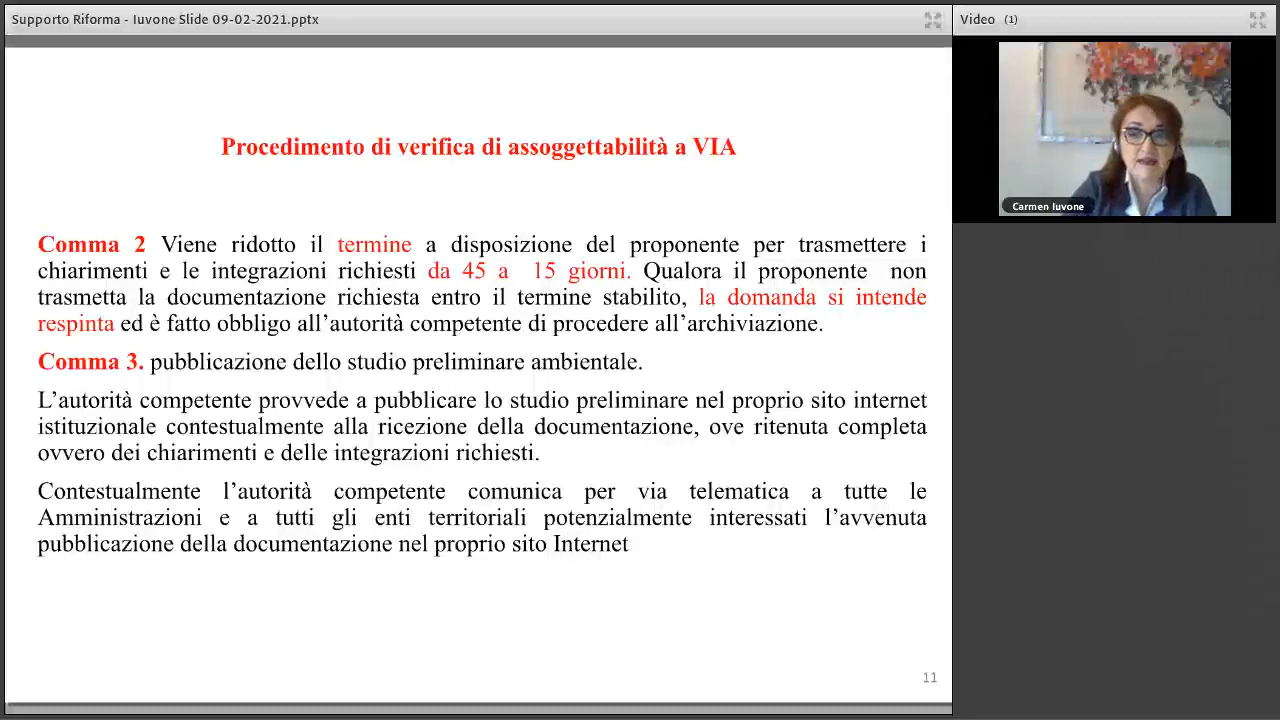 Supporto Riforma - Iuvone Slide 09-02-2021.pptx
Video (1)
Carmen Iuvone
Procedimento di verifica di assoggettabilità a VIA
Comma 2 Viene ridotto il termine a disposizione del proponente per trasmettere i
chiarimenti e le integrazioni richiesti da 45 a 15 giorni. Qualora il proponente non
trasmetta la documentazione richiesta entro il termine stabilito, la domanda si intende
respinta ed è fatto obbligo all'autorità competente di procedere all'archiviazione.
Comma 3. pubblicazione dello studio preliminare ambientale.
L'autorità competente provvede a pubblicare lo studio preliminare nel proprio sito internet
istituzionale contestualmente alla ricezione della documentazione, ove ritenuta completa
ovvero dei chiarimenti e delle integrazioni richiesti.
Contestualmente l'autorità competente comunica per via telematica a tutte le
Amministrazioni e a tutti gli enti territoriali potenzialmente interessati l'avvenuta
pubblicazione della documentazione nel proprio sito Internet
11